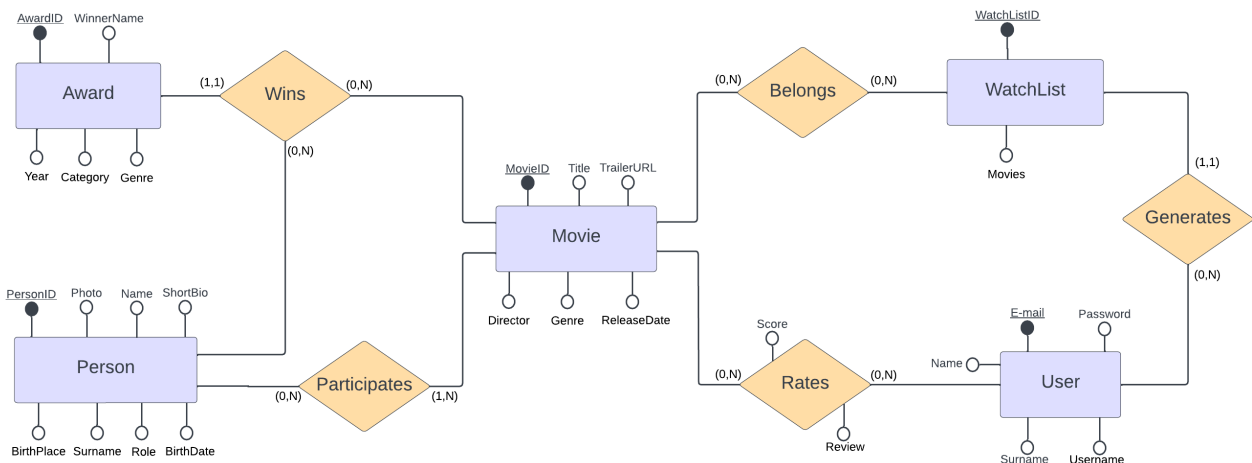 AwardID WinnerName
WatchListID
Award
(1,1)
Wins
(0,N)
(0,N)
Belongs
(0,N)
WatchList
(0,N)
Year Category Genre
Movies
(1,1)
MovieID Title TrailerURL
Movie
Generates
(0,N)
PersonID Photo Name ShortBio
Director Genre ReleaseDate
E-mail Password
Score
Name
Person
Participates
(0,N)
(1,N)
(0,N)
Rates
(0,N)
User
BirthPlace Surname Role BirthDate
Review
Surname Username